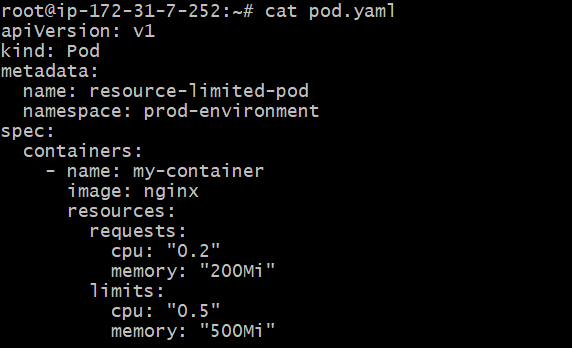 root@ip-172-31-7-252:~# cat pod.yaml
apiVersion: v1
kind: Pod
metadata:
  name: resource-limited-pod
  namespace: prod-environment
spec:
  containers:
    - name: my-container
      image: nginx
      resources:
        requests:
          cpu: "0.2"
          memory: "200Mi"
        limits:
          cpu: "0.5"
          memory: "500Mi"